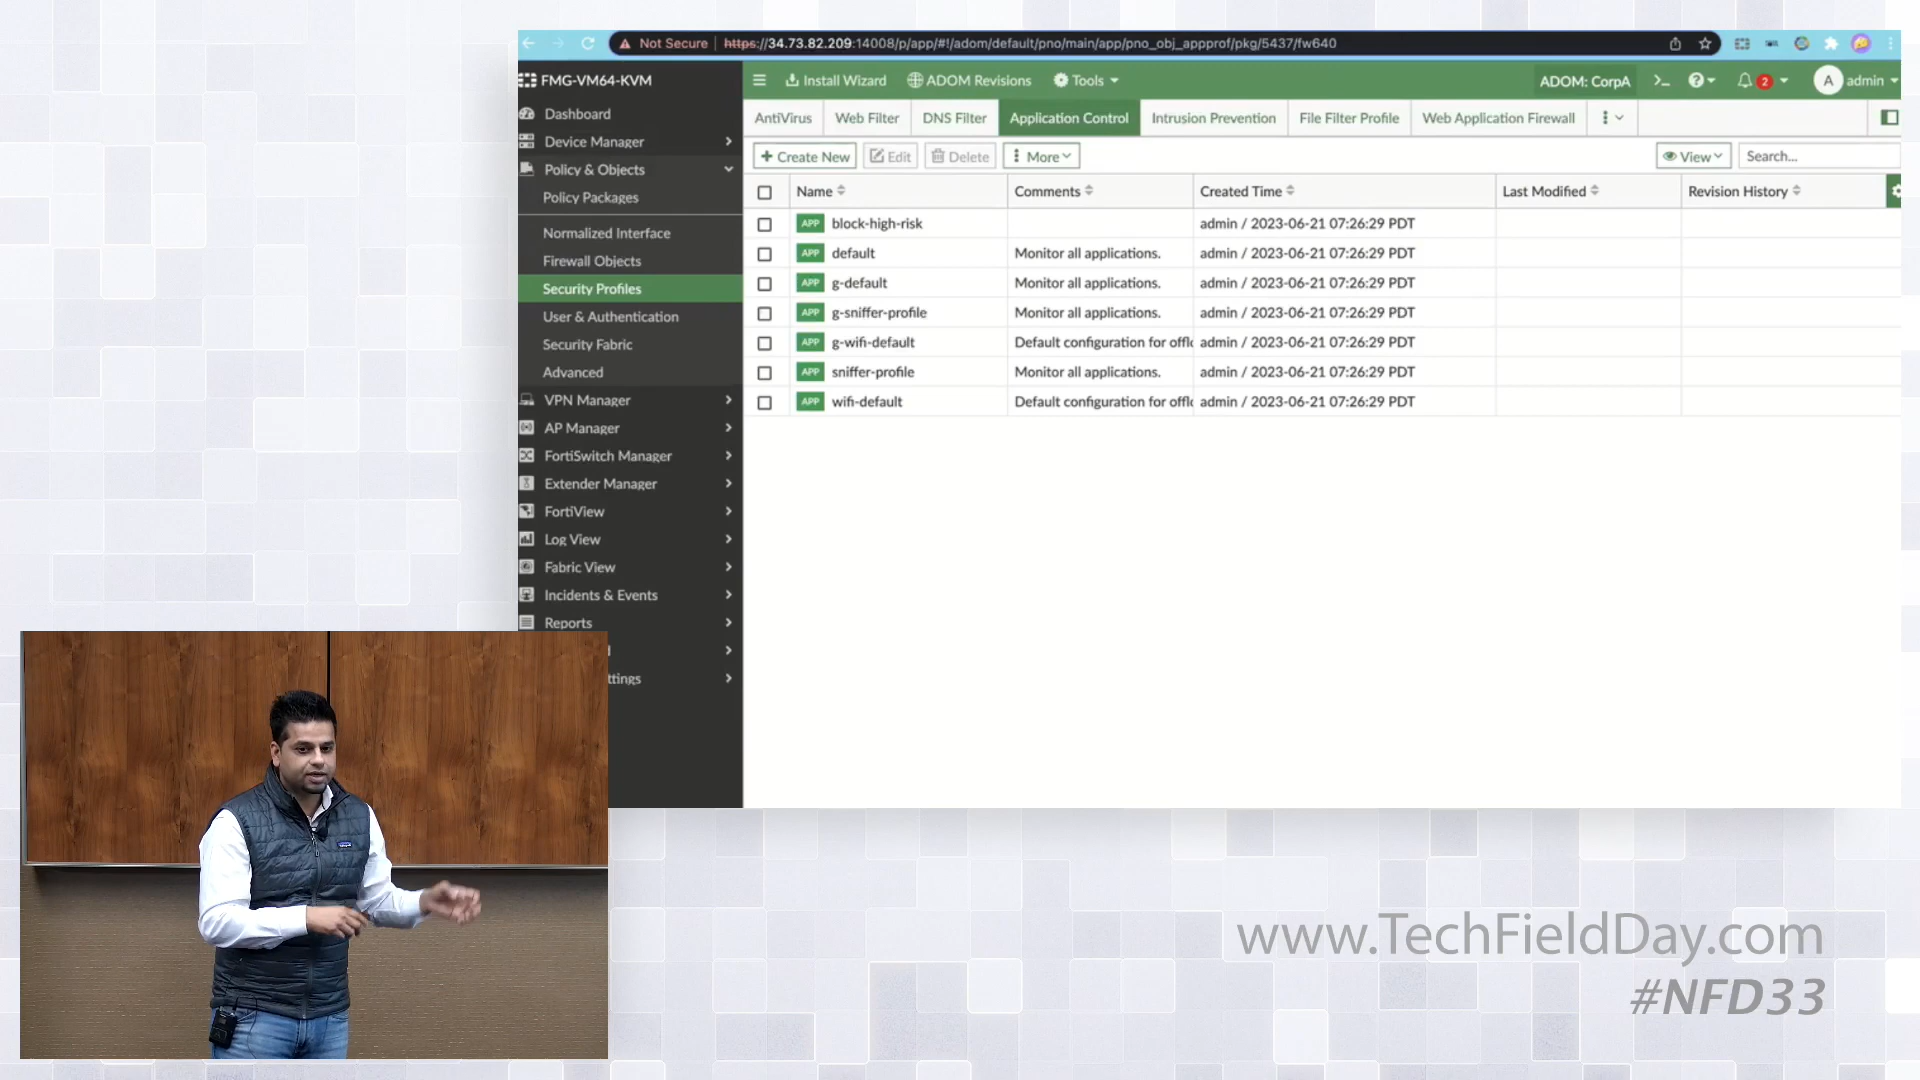 Not Secure | https://34.73.82.209:14008/p/app/#!/adom/default/pno/main/app/pno_obj_appprof/pkg/5437/fw640
FMG-VM64-KVM
Install Wizard ADOM Revisions Tools ADOM: CorpA >_ ? 2 A admin
Dashboard
Device Manager
Policy & Objects
Policy Packages
Normalized Interface
Firewall Objects
Security Profiles
User & Authentication
Security Fabric
Advanced
VPN Manager
AP Manager
FortiSwitch Manager
Extender Manager
FortiView
Log View
Fabric View
Incidents & Events
Reports
ttings
AntiVirus Web Filter DNS Filter Application Control Intrusion Prevention File Filter Profile Web Application Firewall
+ Create New Edit Delete More View Search...
Name Comments Created Time Last Modified Revision History
APP block-high-risk admin / 2023-06-21 07:26:29 PDT
APP default Monitor all applications. admin / 2023-06-21 07:26:29 PDT
APP g-default Monitor all applications. admin / 2023-06-21 07:26:29 PDT
APP g-sniffer-profile Monitor all applications. admin / 2023-06-21 07:26:29 PDT
APP g-wifi-default Default configuration for offlo admin / 2023-06-21 07:26:29 PDT
APP sniffer-profile Monitor all applications. admin / 2023-06-21 07:26:29 PDT
APP wifi-default Default configuration for offlo admin / 2023-06-21 07:26:29 PDT
www.TechFieldDay.com
#NFD33